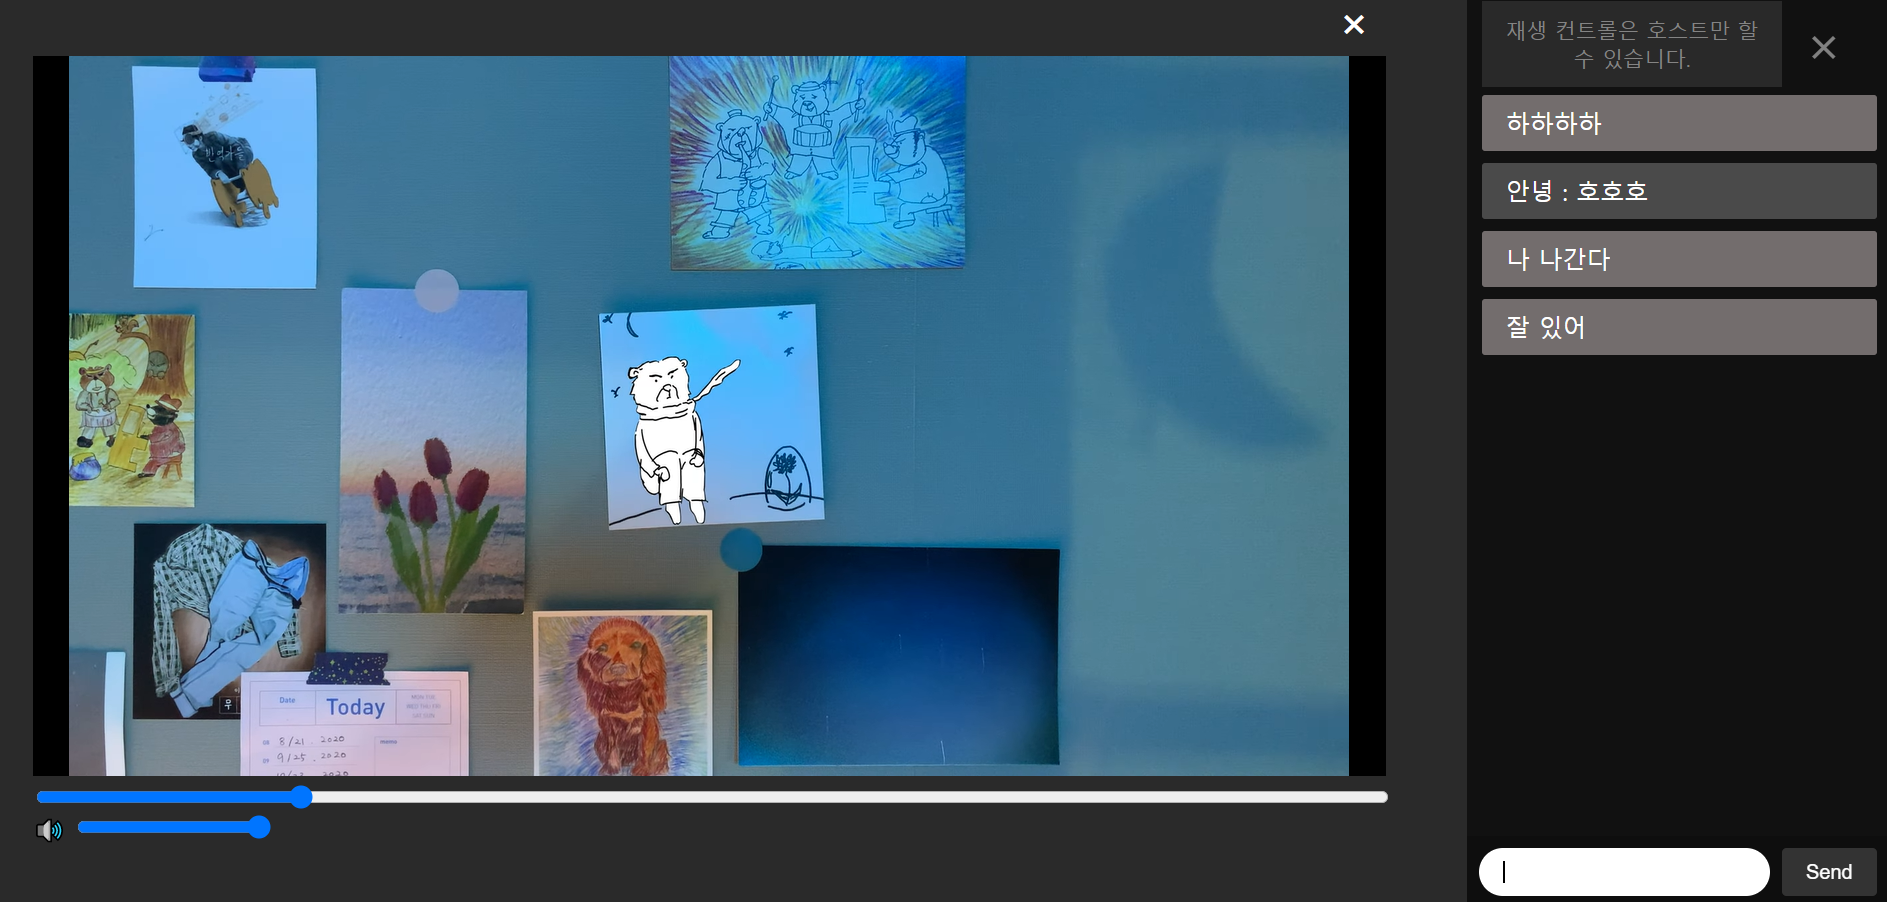 재생 컨트롤은 호스트만 할
수 있습니다.
하하하하
안녕 : 호호호
나 나간다
잘 있어
Send
우
Date
Today
memo
8/21 . 2020
9/25 . 2020